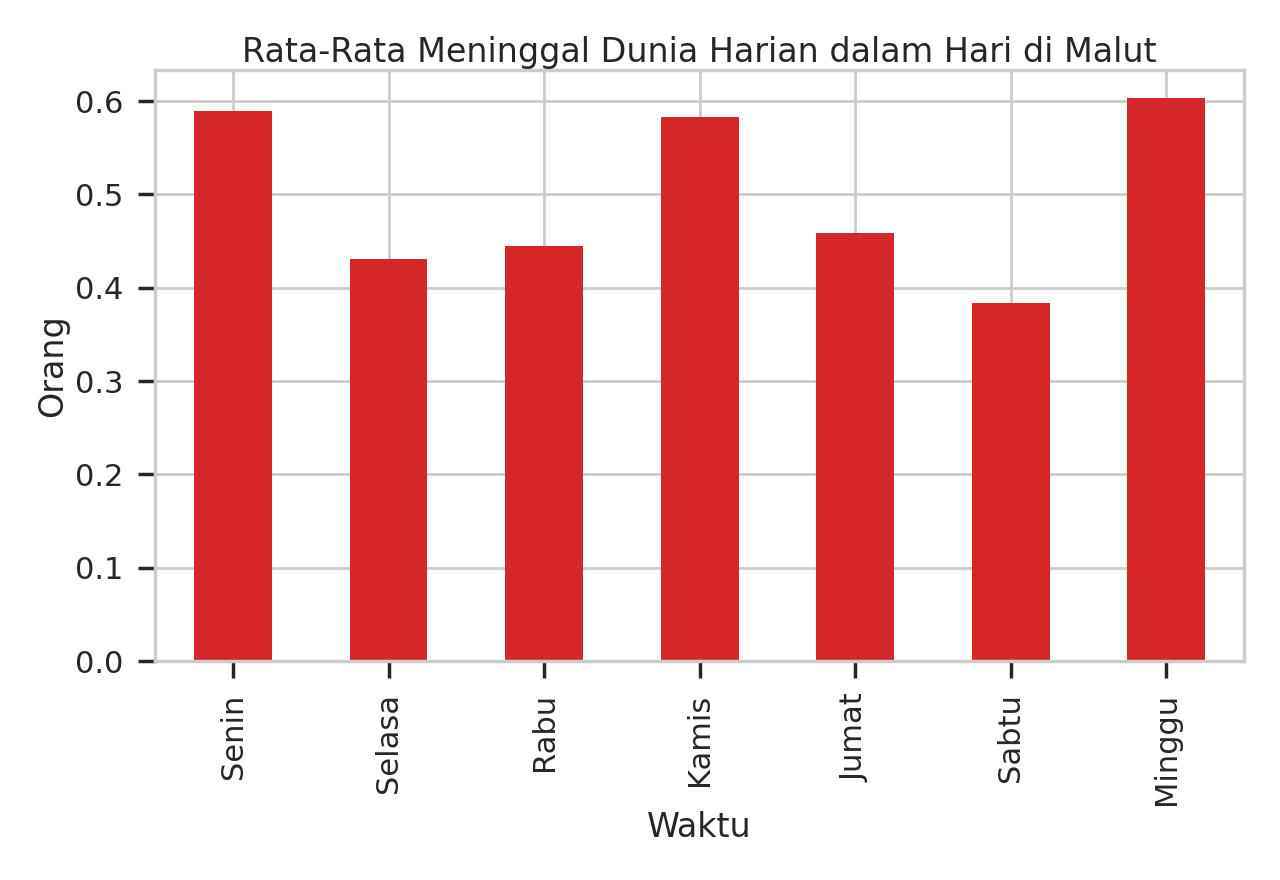 Rata-Rata Meninggal Dunia Harian dalam Hari di Malut
0.6
0.5
0.4
0.3
0.2
0.1
0.0
Orang
Senin
Selasa
Rabu
Kamis
Jumat
Sabtu
Minggu
Waktu